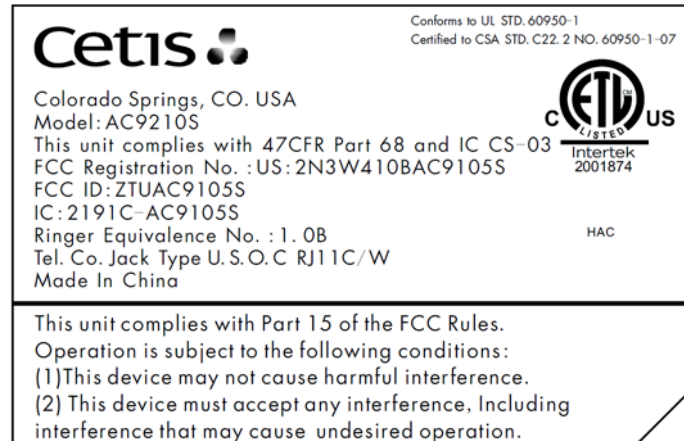 Conforms to UL STD. 60950-1
Certified to CSA STD. C22. 2 NO. 60950-1-07
Cetis
Colorado Springs, CO. USA
Model: AC9210S
This unit complies with 47CFR Part 68 and IC CS-03
FCC Registration No. : US: 2N3W410BAC9105S
FCC ID: ZTUAC9105S
IC: 2191C-AC9105S
Ringer Equivalence No. : 1. 0B
Tel. Co. Jack Type U. S. O. C RJ11C/W
Made In China
C ETL CM US
LISTED
Intertek
2001874
HAC
This unit complies with Part 15 of the FCC Rules.
Operation is subject to the following conditions:
(1)This device may not cause harmful interference.
(2) This device must accept any interference, Including
interference that may cause undesired operation.